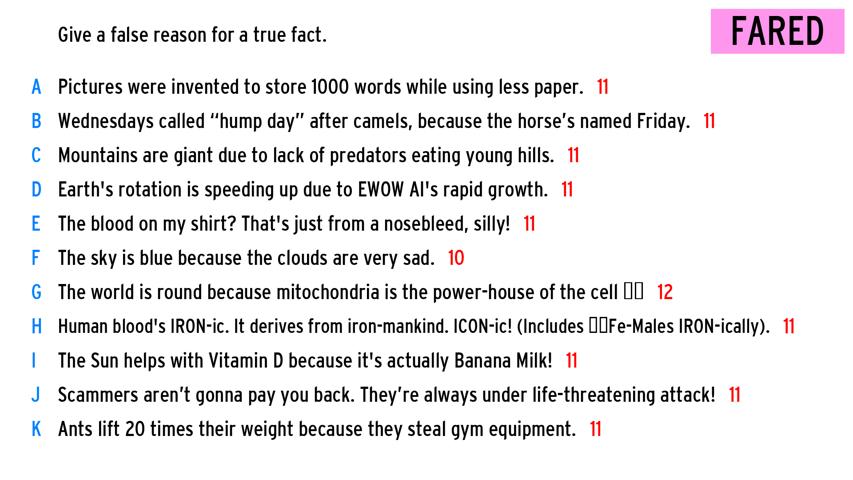 Give a false reason for a true fact.
FARED
A Pictures were invented to store 1000 words while using less paper. 11
B Wednesdays called “hump day” after camels, because the horse’s named Friday. 11
C Mountains are giant due to lack of predators eating young hills. 11
D Earth's rotation is speeding up due to EWOW AI's rapid growth. 11
E The blood on my shirt? That's just from a nosebleed, silly! 11
F The sky is blue because the clouds are very sad. 10
G The world is round because mitochondria is the power-house of the cell ▯▯ 12
H Human blood's IRON-ic. It derives from iron-mankind. ICON-ic! (Includes ▯▯Fe-Males IRON-ically). 11
I The Sun helps with Vitamin D because it's actually Banana Milk! 11
J Scammers aren’t gonna pay you back. They’re always under life-threatening attack! 11
K Ants lift 20 times their weight because they steal gym equipment. 11